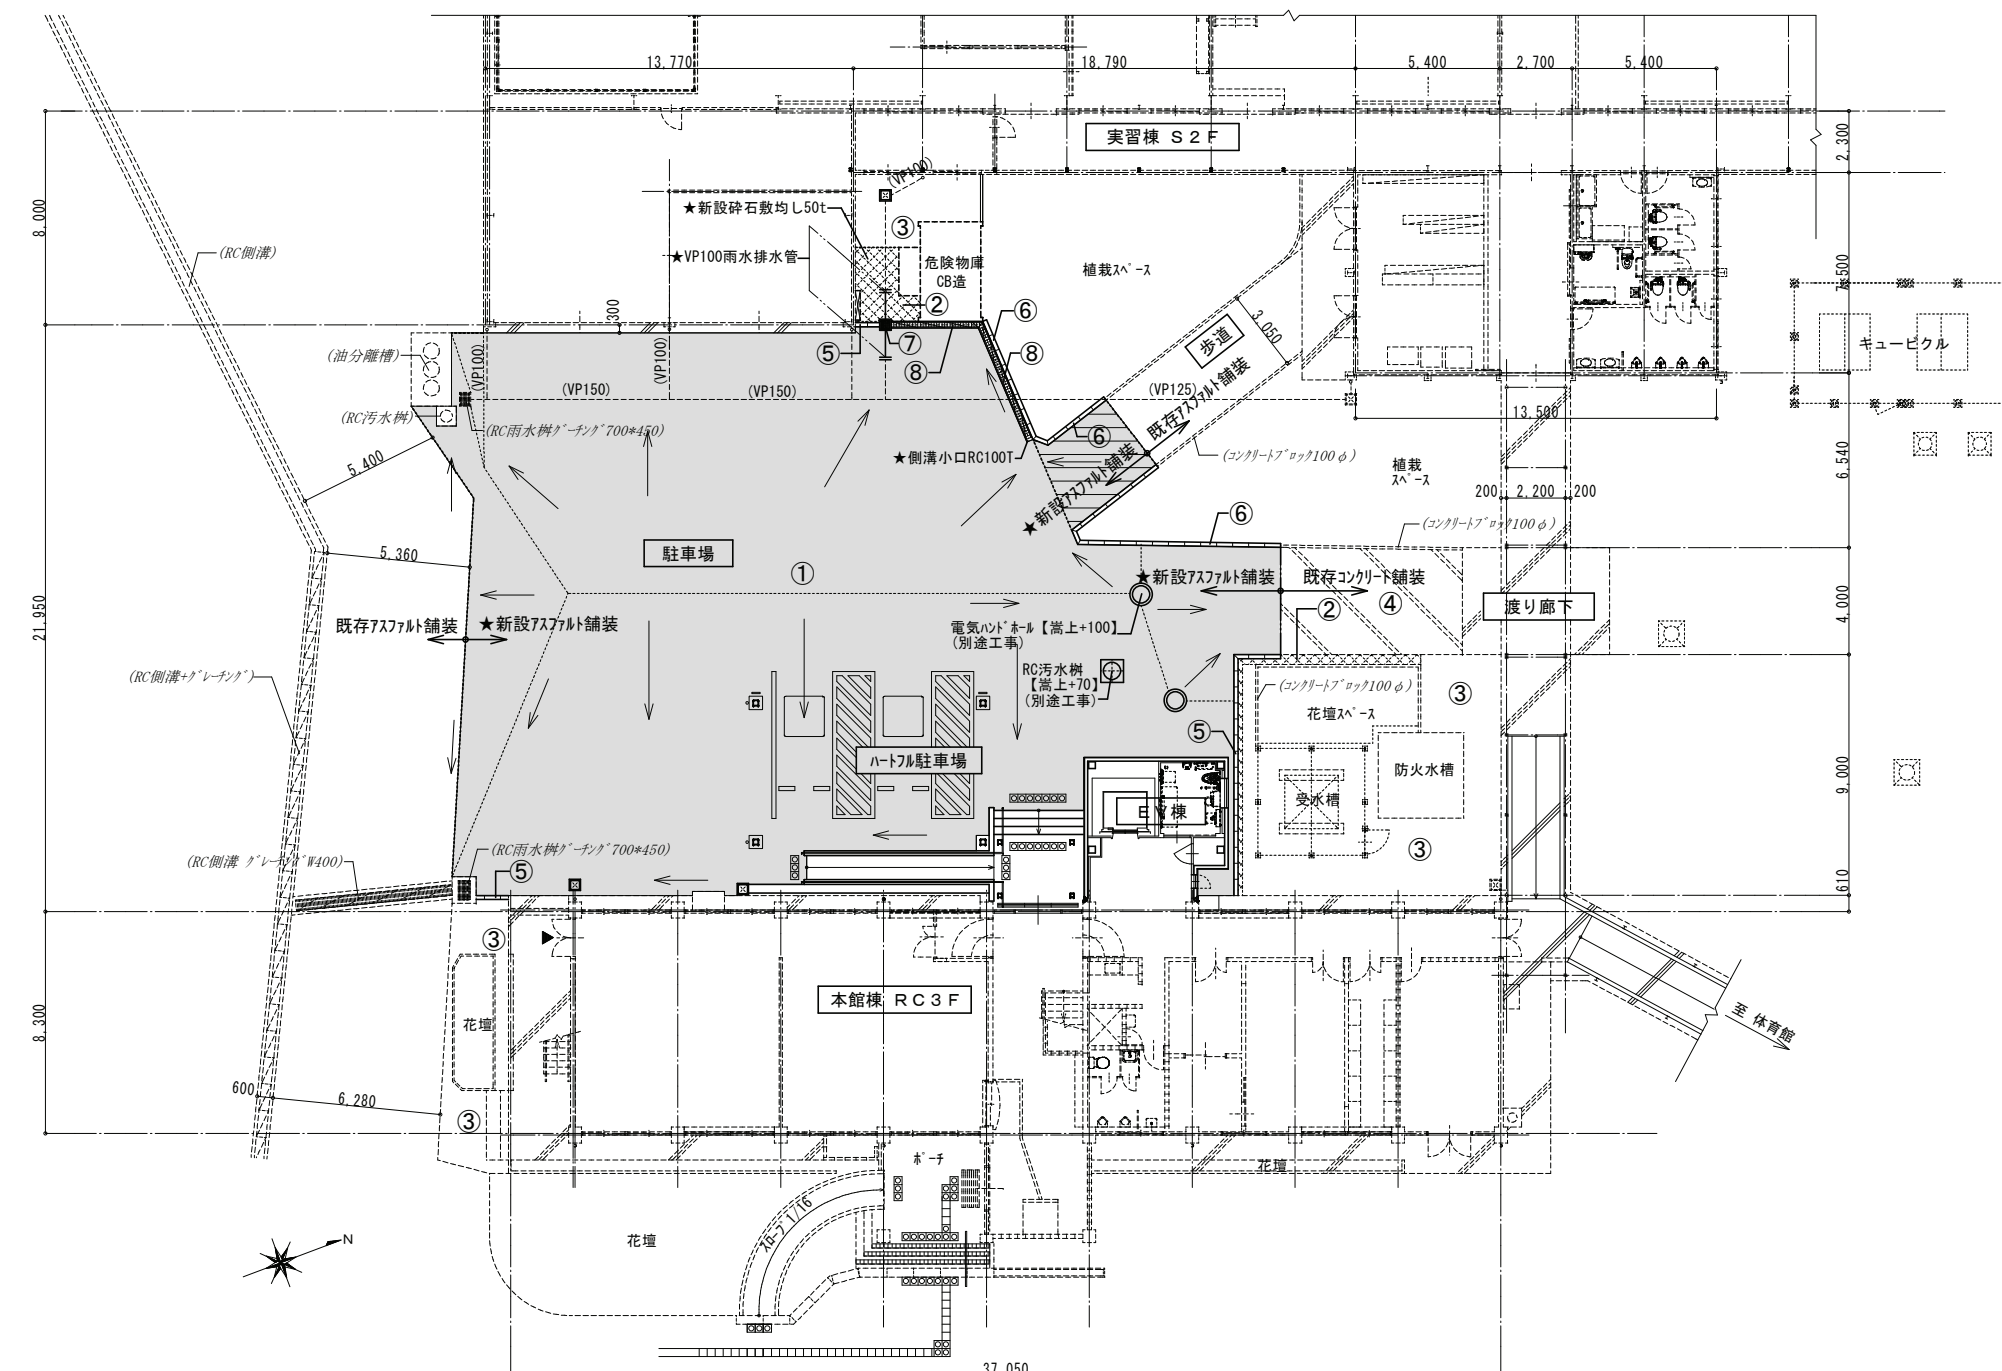 13,770
18,790
5,400
2,700
5,400
実習棟 S2F
2,300
(VP100)
★新設砕石敷均し50t
③
8,000
(RC側溝)
★VP100雨水排水管
危険物庫
CB造
植栽スペース
7,500
②
⑥
300
3,050
歩道
キュービクル
(油分離槽)
(VP100)
(VP100)
⑤
⑦
⑧
⑧
★新設アスファルト舗装
既存アスファルト舗装
(VP150)
(VP150)
(VP125)
13,500
(RC汚水桝)
(RC雨水桝グーチング700*450)
⑥
★側溝小口RC100T
(コンクリートブロック100φ)
植栽
スペース
6,540
5,400
200
2,200
200
⑥
(コンクリートブロック100φ)
5,360
駐車場
①
★新設アスファルト舗装
既存コンクリート舗装
④
②
渡り廊下
4,000
21,950
既存アスファルト舗装
★新設アスファルト舗装
電気ハンドホール【嵩上+100】
(別途工事)
RC汚水桝
【嵩上+70】
(別途工事)
(RC側溝+グレーチング)
(コンクリートブロック100φ)
③
花壇スペース
⑤
ハートフル駐車場
防火水槽
9,000
受水槽
EV棟
③
(RC側溝 グレーチングW400)
(RC雨水桝グーチング700*450)
⑤
610
③
本館棟 RC3F
花壇
8,300
至 体育館
600
6,280
③
ポーチ
花壇
スロープ 1/16
花壇
N
37,050